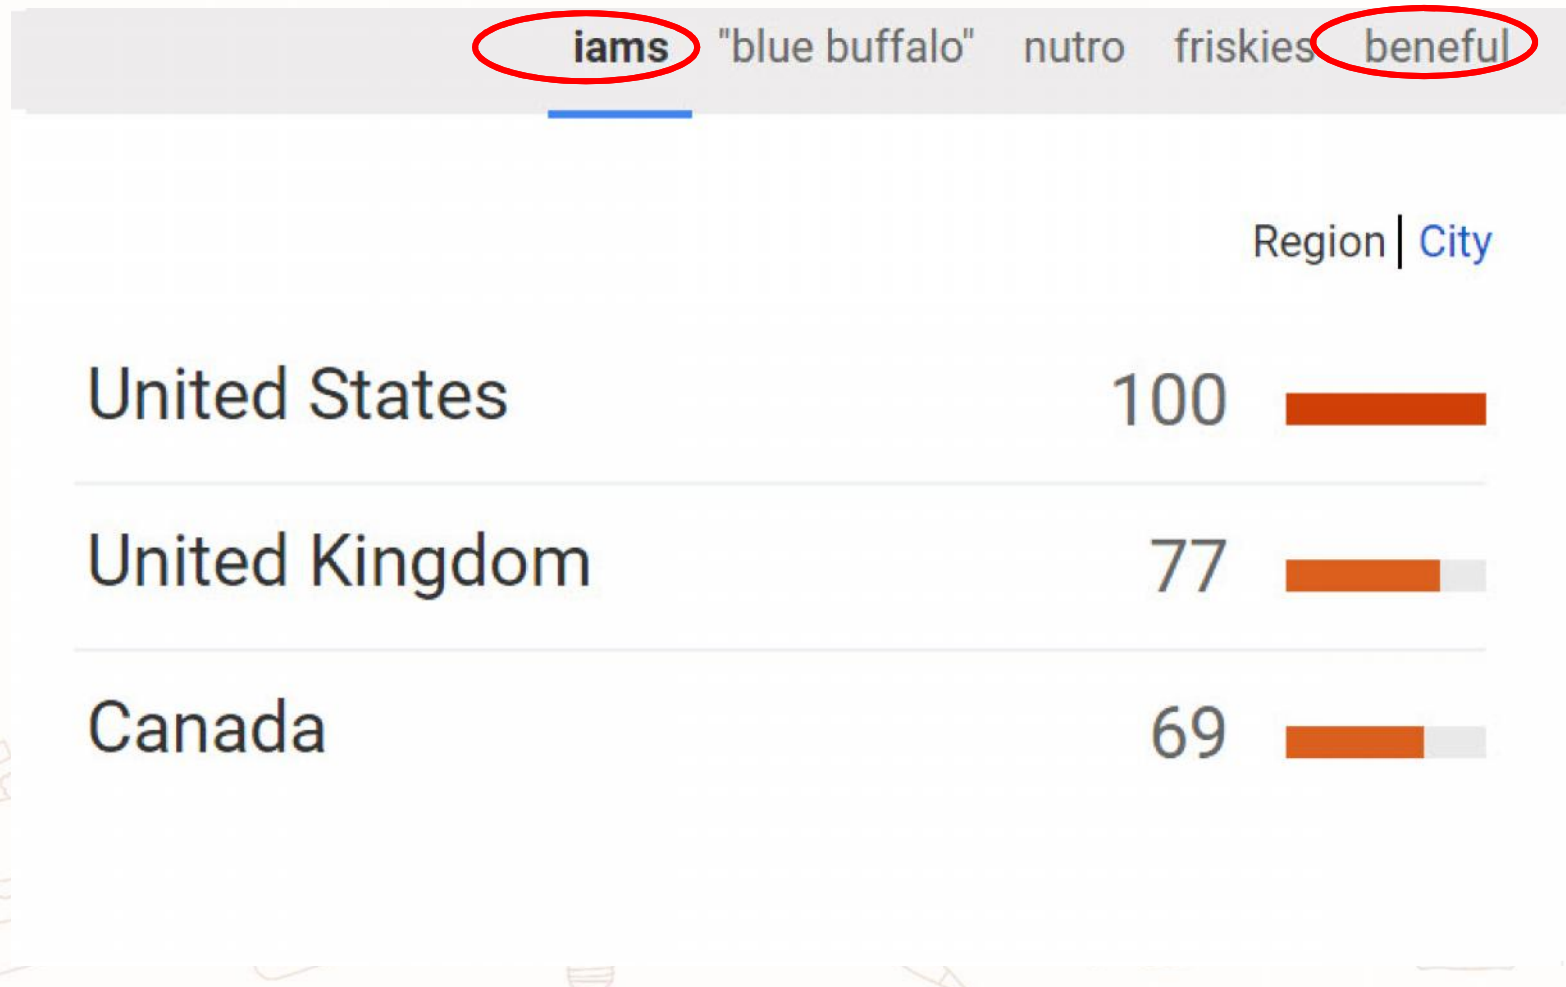 iams "blue buffalo" nutro friskies beneful
Region | City
United States 100
United Kingdom 77
Canada 69